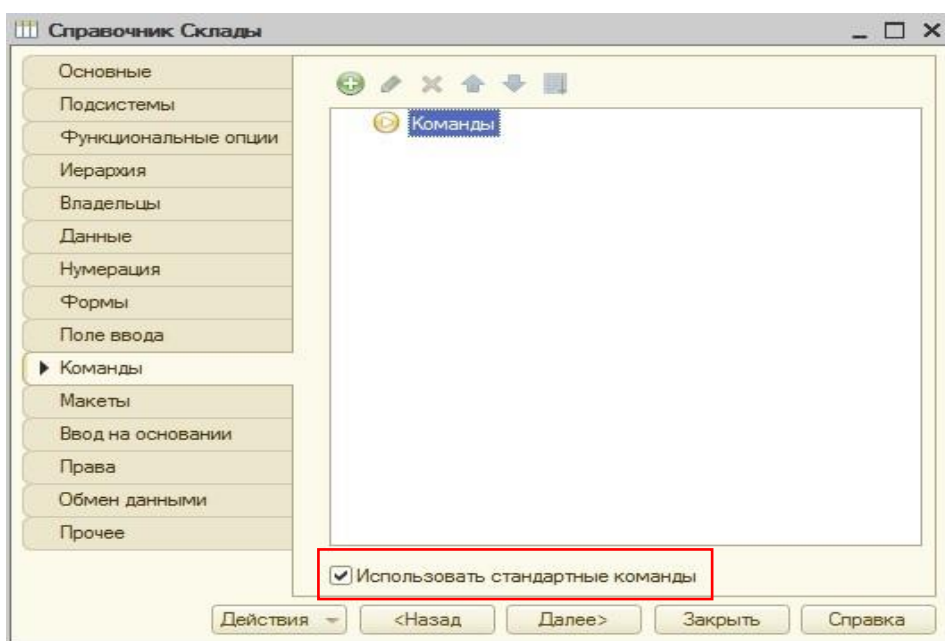 Справочник Склады
Основные
Подсистемы
Функциональные опции
Иерархия
Владельцы
Данные
Нумерация
Формы
Поле ввода
Команды
Макеты
Ввод на основании
Права
Обмен данными
Прочее
Команды
Использовать стандартные команды
Действия <Назад Далее> Закрыть Справка